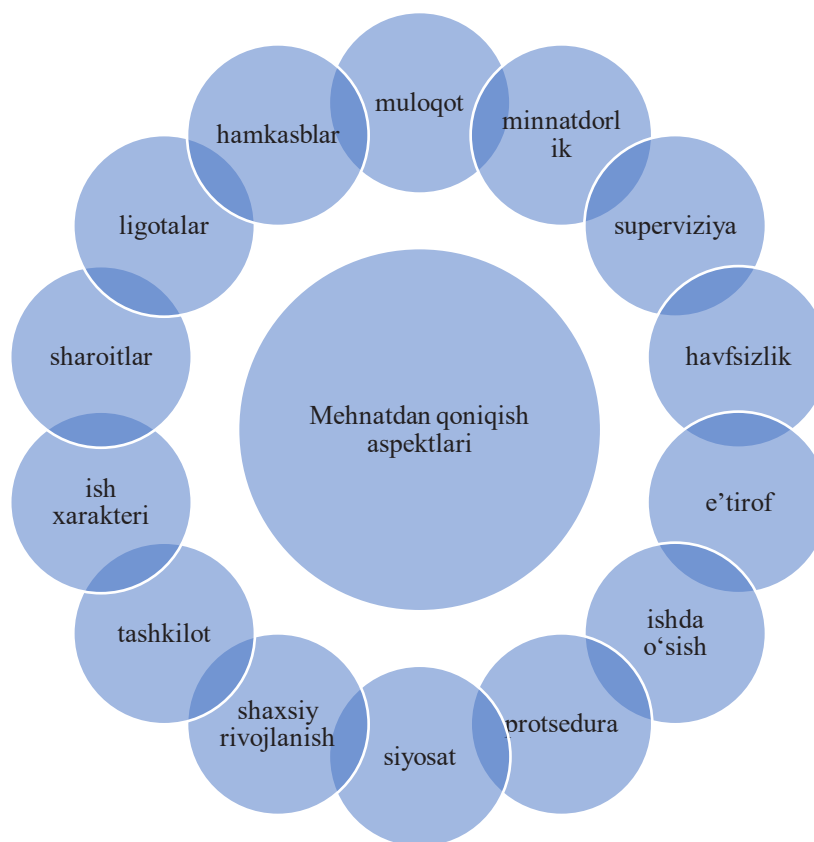 muloqot
minnatdorl
ik
superviziya
havfsizlik
e’tirof
ishda
o‘sish
protsedura
siyosat
shaxsiy
rivojlanish
tashkilot
ish
xarakteri
sharoitlar
ligotalar
hamkasblar
Mehnatdan qoniqish
aspektlari